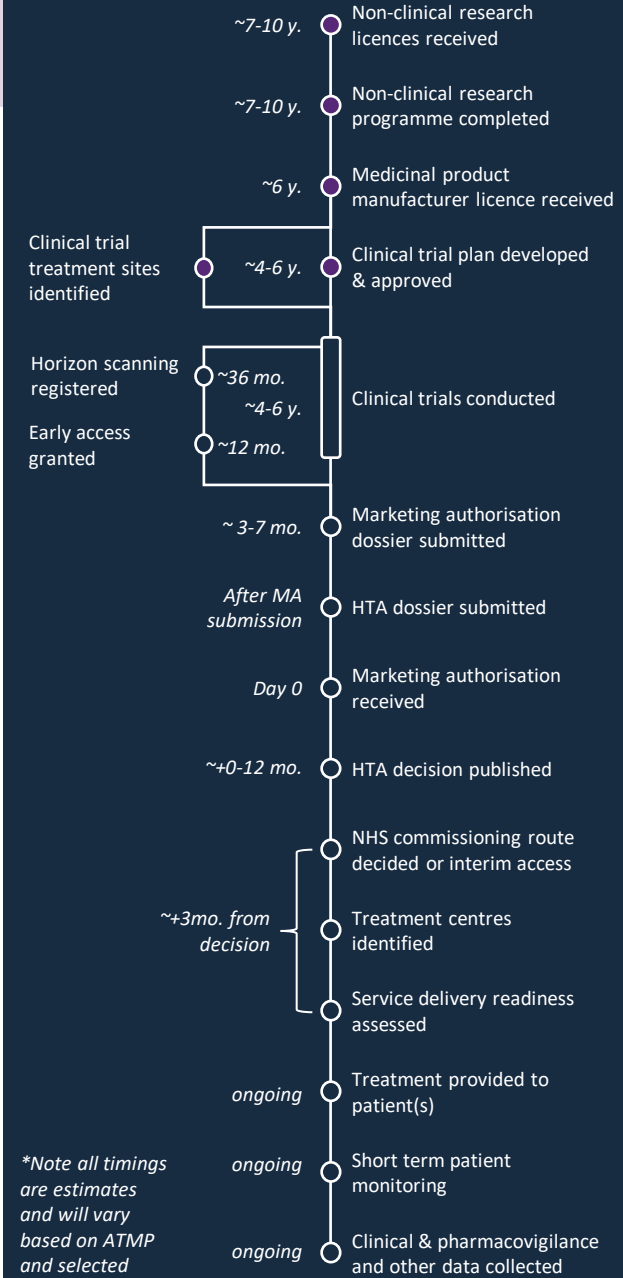 ~7-10 y.
Non-clinical research
licences received
~7-10 y.
Non-clinical research
programme completed
~6 y.
Medicinal product
manufacturer licence received
Clinical trial
treatment sites
identified
~4-6 y.
Clinical trial plan developed
& approved
Horizon scanning
registered
~36 mo.
~4-6 y.
Early access
granted
~12 mo.
Clinical trials conducted
~ 3-7 mo.
Marketing authorisation
dossier submitted
After MA
submission
HTA dossier submitted
Day 0
Marketing authorisation
received
~+0-12 mo.
HTA decision published
NHS commissioning route
decided or interim access
~+3mo. from
decision
Treatment centres
identified
Service delivery readiness
assessed
ongoing
Treatment provided to
patient(s)
ongoing
Short term patient
monitoring
ongoing
Clinical & pharmacovigilance
and other data collected
*Note all timings
are estimates
and will vary
based on ATMP
and selected